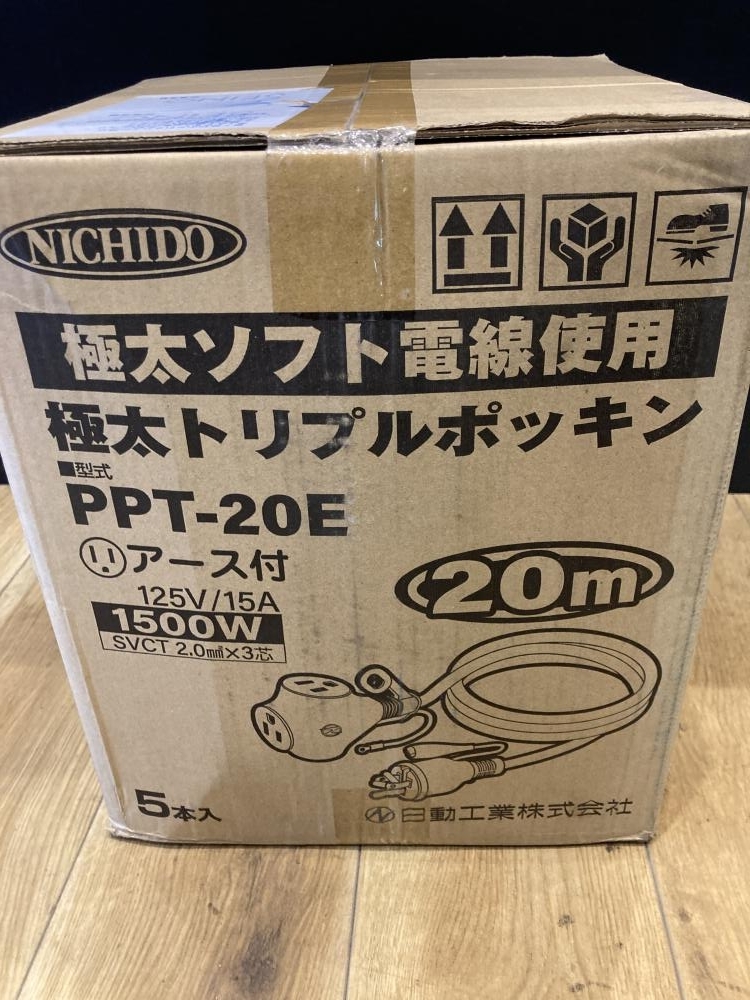 NICHIDO
極太ソフト電線使用
極太トリプルポッキン
■型式
PPT-20E
アース付
125V/15A
1500W
SVCT 2.0㎟×3芯
20m
5本入
日動工業株式会社